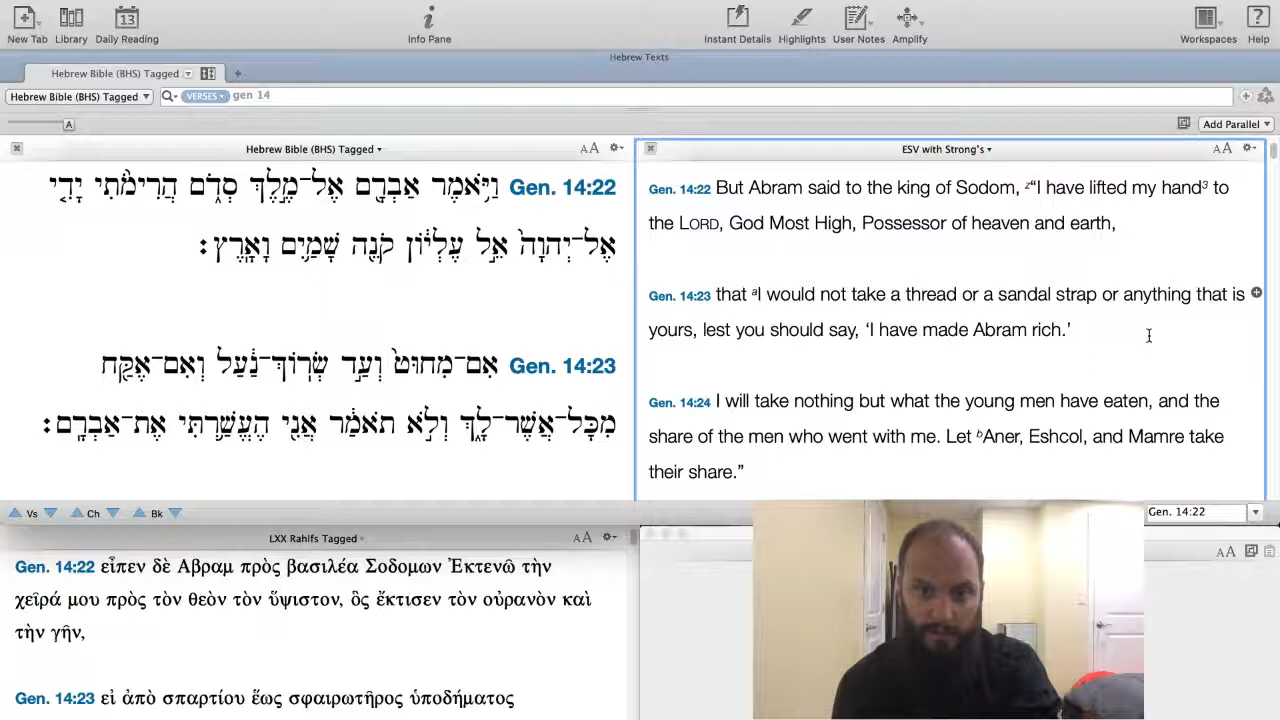 New Tab Library Daily Reading Info Pane Instant Details Highlights User Notes Amplify Workspaces Help
13
Hebrew Texts
Hebrew Bible (BHS) Tagged
Hebrew Bible (BHS) Tagged VERSES gen 14
A Add Parallel
Hebrew Bible (BHS) Tagged AA
Gen. 14:22 וַיֹּ֥אמֶר אַבְרָ֖ם אֶל־מֶ֣לֶךְ סְדֹ֑ם הֲרִימֹ֨תִי יָדִ֤י
אֶל־יְהוָה֙ אֵ֣ל עֶלְי֔וֹן קֹנֵ֖ה שָׁמַ֥יִם וָאָֽרֶץ׃
Gen. 14:23 אִם־מִחוּט֙ וְעַ֣ד שְׂרֽוֹךְ־נַ֔עַל וְאִם־אֶקַּ֖ח
מִכָּל־אֲשֶׁר־לָ֑ךְ וְלֹ֣א תֹאמַ֔ר אֲנִ֖י הֶעֱשַׁ֥רְתִּי אֶת־אַבְרָֽם׃
ESV with Strong's AA
Gen. 14:22 But Abram said to the king of Sodom, z“I have lifted my hand3 to
the LORD, God Most High, Possessor of heaven and earth,
Gen. 14:23 that aI would not take a thread or a sandal strap or anything that is
yours, lest you should say, ‘I have made Abram rich.’
Gen. 14:24 I will take nothing but what the young men have eaten, and the
share of the men who went with me. Let bAner, Eshcol, and Mamre take
their share.”
Vs Ch Bk
Gen. 14:22
LXX Rahlfs Tagged AA
AA
Gen. 14:22 εἶπεν δὲ Αβραμ πρὸς βασιλέα Σοδομων Ἐκτενῶ τὴν
χεῖρά μου πρὸς τὸν θεὸν τὸν ὕψιστον, ὃς ἔκτισεν τὸν οὐρανὸν καὶ
τὴν γῆν,
Gen. 14:23 εἰ ἀπὸ σπαρτίου ἕως σφαιρωτῆρος ὑποδήματος